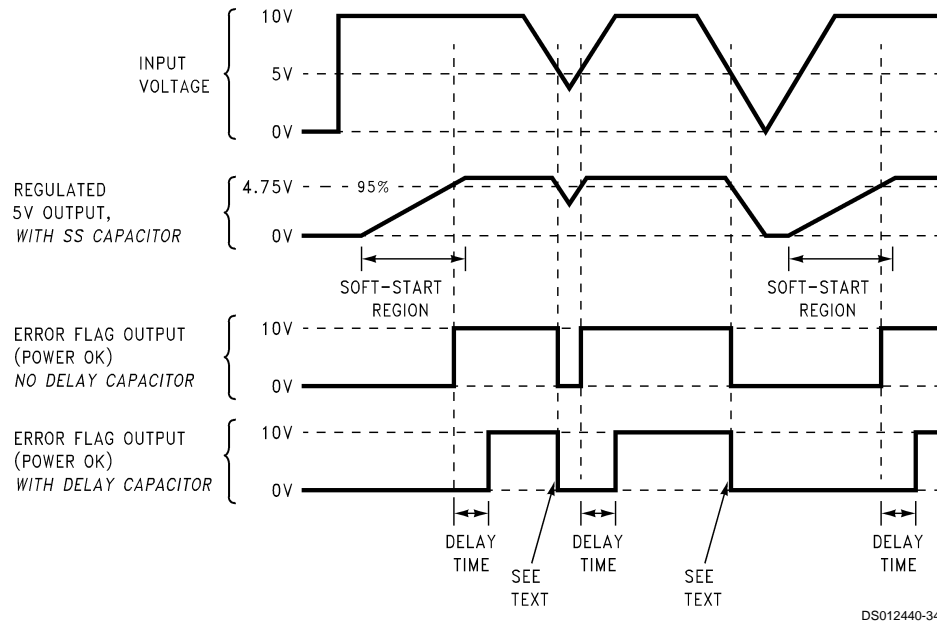 10V
INPUT
VOLTAGE
5V
0V
REGULATED
5V OUTPUT,
WITH SS CAPACITOR
4.75V
95%
0V
SOFT-START
REGION
SOFT-START
REGION
ERROR FLAG OUTPUT
(POWER OK)
NO DELAY CAPACITOR
10V
0V
ERROR FLAG OUTPUT
(POWER OK)
WITH DELAY CAPACITOR
10V
0V
DELAY
TIME
SEE
TEXT
DELAY
TIME
SEE
TEXT
DELAY
TIME
DS012440-34